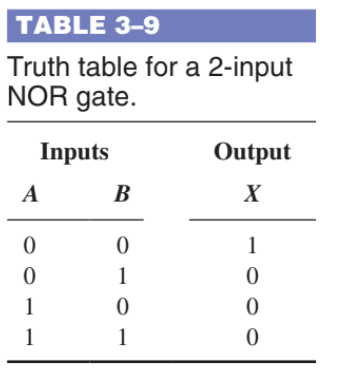 TABLE 3–9
Truth table for a 2-input
NOR gate.
Inputs Output
A B X
0 0 1
0 1 0
1 0 0
1 1 0